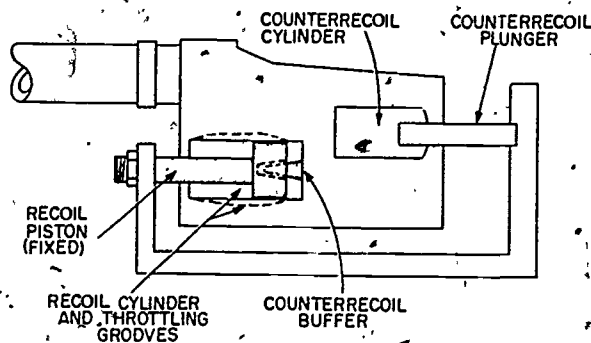 COUNTERRECOIL
CYLINDER
COUNTERRECOIL
PLUNGER
RECOIL
PISTON
(FIXED)
RECOIL CYLINDER
AND THROTTLING
GROOVES
COUNTERRECOIL
BUFFER